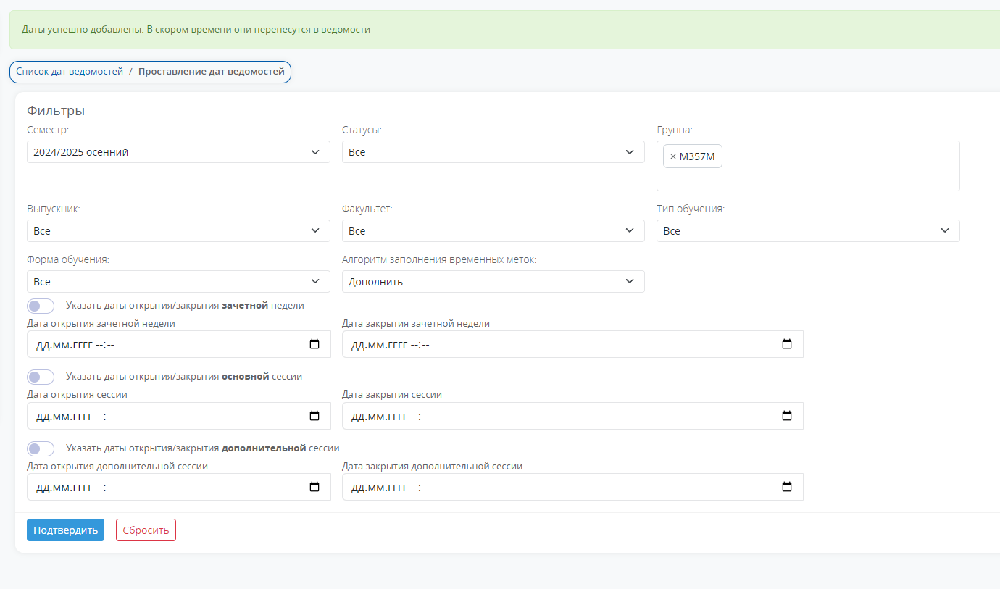 Даты успешно добавлены. В скором времени они перенесутся в ведомости
Список дат ведомостей / Проставление дат ведомостей
Фильтры
Семестр: Статусы: Группа:
2024/2025 осенний Все × М357М
Выпускник: Факультет: Тип обучения:
Все Все Все
Форма обучения: Алгоритм заполнения временных меток:
Все Дополнить
Указать даты открытия/закрытия зачетной недели
Дата открытия зачетной недели Дата закрытия зачетной недели
дд.мм.гггг --:-- дд.мм.гггг --:--
Указать даты открытия/закрытия основной сессии
Дата открытия сессии Дата закрытия сессии
дд.мм.гггг --:-- дд.мм.гггг --:--
Указать даты открытия/закрытия дополнительной сессии
Дата открытия дополнительной сессии Дата закрытия дополнительной сессии
дд.мм.гггг --:-- дд.мм.гггг --:--
Подтвердить Сбросить